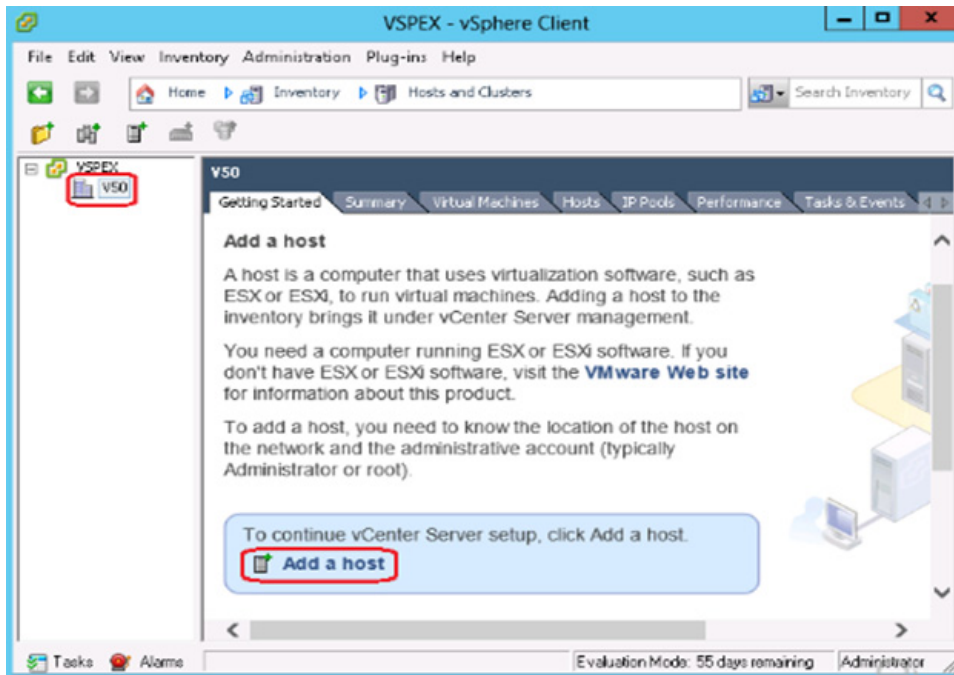 VSPEX - vSphere Client
File Edit View Inventory Administration Plug-ins Help
Home Inventory Hosts and Clusters Search Inventory
VSPEX
V50
V50
Getting Started Summary Virtual Machines Hosts IP Pools Performance Tasks & Events
Add a host
A host is a computer that uses virtualization software, such as
ESX or ESXi, to run virtual machines. Adding a host to the
inventory brings it under vCenter Server management.
You need a computer running ESX or ESXi software. If you
don't have ESX or ESXi software, visit the VMware Web site
for information about this product.
To add a host, you need to know the location of the host on
the network and the administrative account (typically
Administrator or root).
To continue vCenter Server setup, click Add a host.
Add a host
Tasks Alarms Evaluation Mode: 55 days remaining Administrator